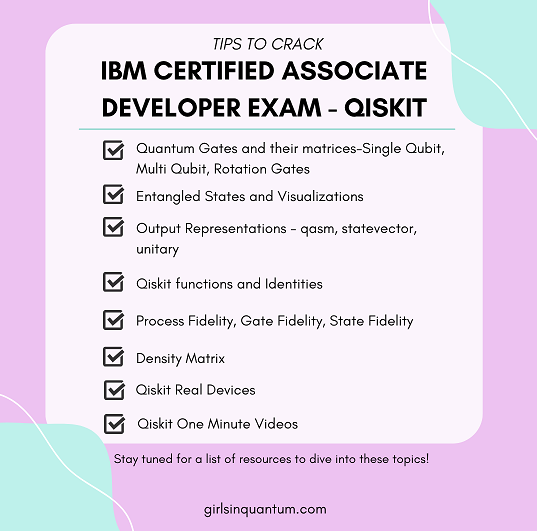 TIPS TO CRACK
IBM CERTIFIED ASSOCIATE
DEVELOPER EXAM - QISKIT
Quantum Gates and their matrices-Single Qubit,
Multi Qubit, Rotation Gates
Entangled States and Visualizations
Output Representations - qasm, statevector,
unitary
Qiskit functions and Identities
Process Fidelity, Gate Fidelity, State Fidelity
Density Matrix
Qiskit Real Devices
Qiskit One Minute Videos
Stay tuned for a list of resources to dive into these topics!
girlsinquantum.com